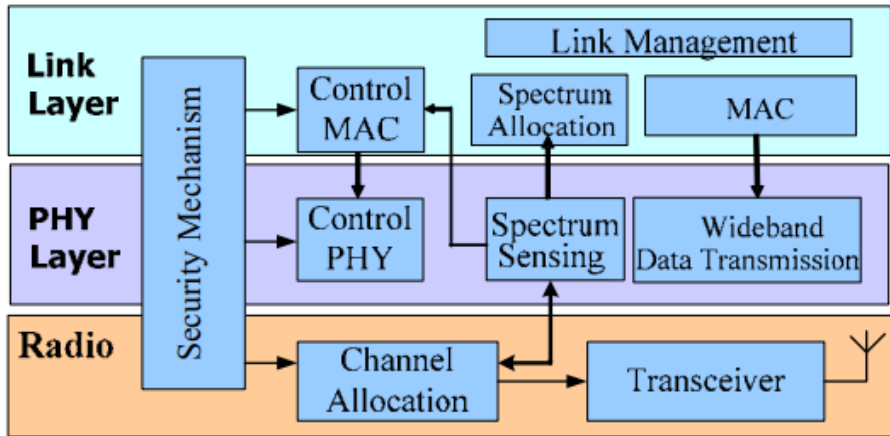 Link Management
Link
Layer
Security Mechanism
Control
MAC
Spectrum
Allocation
MAC
PHY
Layer
Control
PHY
Spectrum
Sensing
Wideband
Data Transmission
Radio
Channel
Allocation
Transceiver